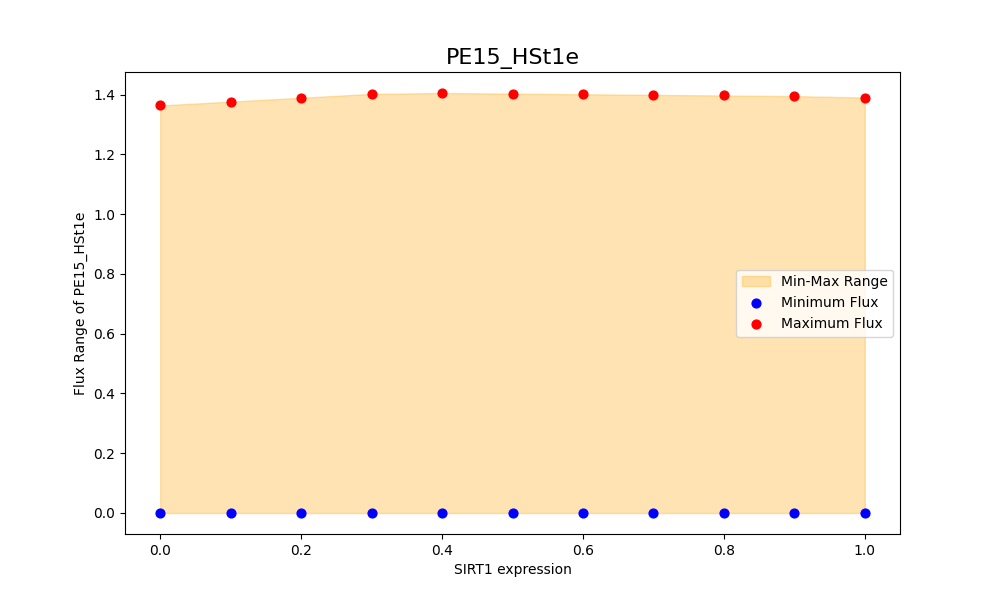 PE15_HSt1e
Flux Range of PE15_HSt1e
1.4
1.2
1.0
0.8
0.6
0.4
0.2
0.0
Min-Max Range
Minimum Flux
Maximum Flux
0.0 0.2 0.4 0.6 0.8 1.0
SIRT1 expression